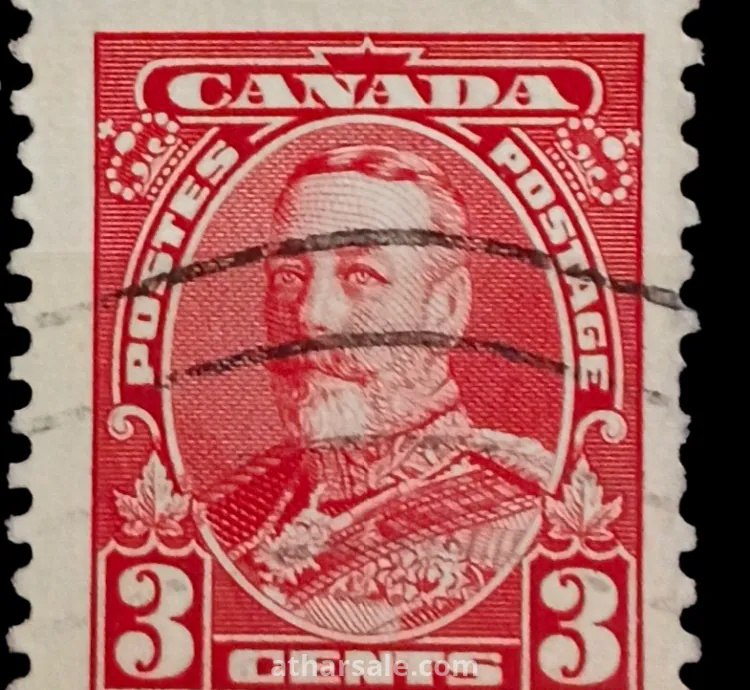 CANADA
POSTES
POSTAGE
3
3
CENTS
atharsale.com